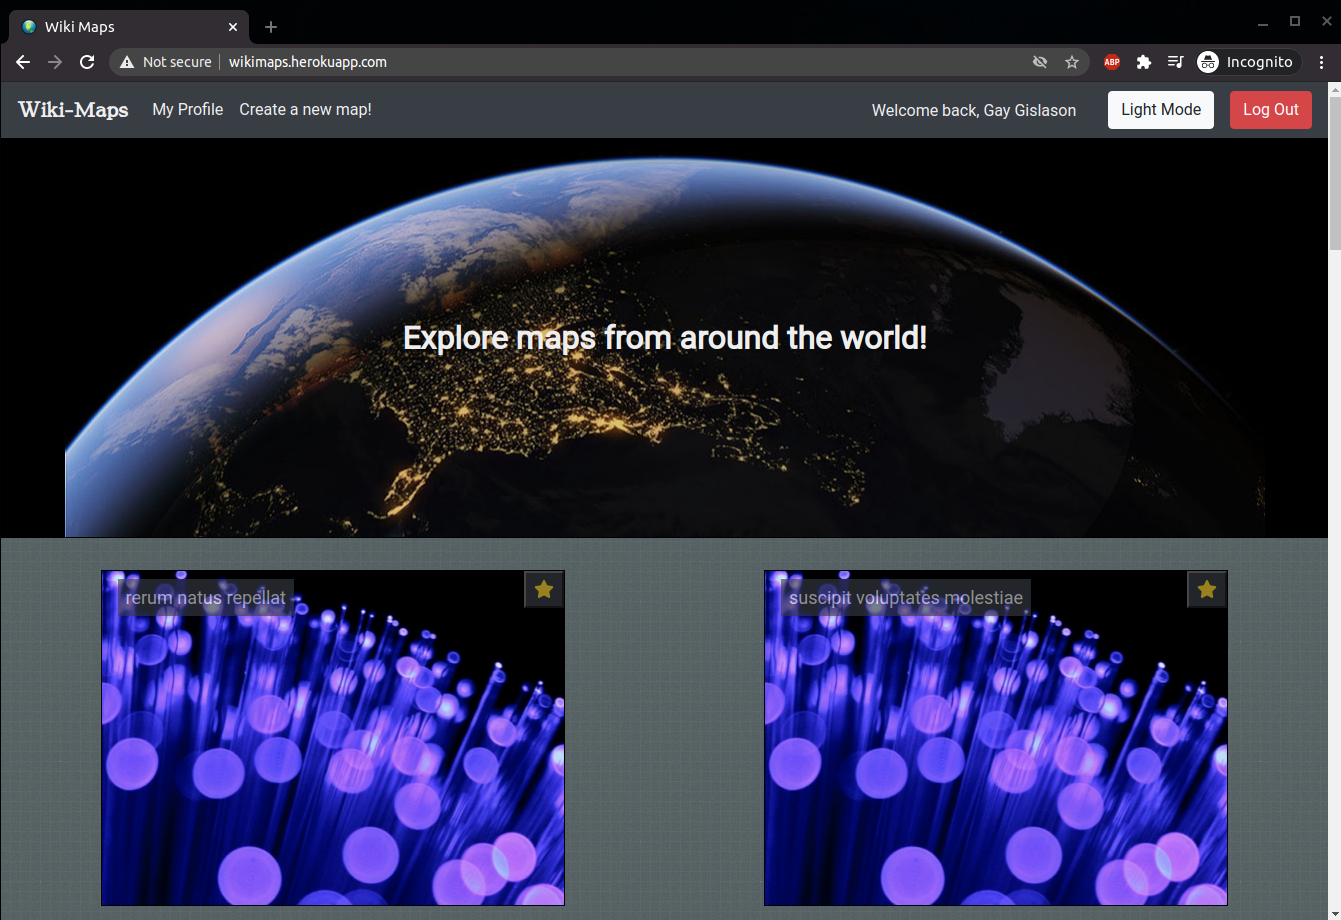 Wiki Maps
Not secure wikimaps.herokuapp.com ABP Incognito
Wiki-Maps My Profile Create a new map! Welcome back, Gay Gislason Light Mode Log Out
Explore maps from around the world!
rerum natus repellat suscipit voluptates molestiae